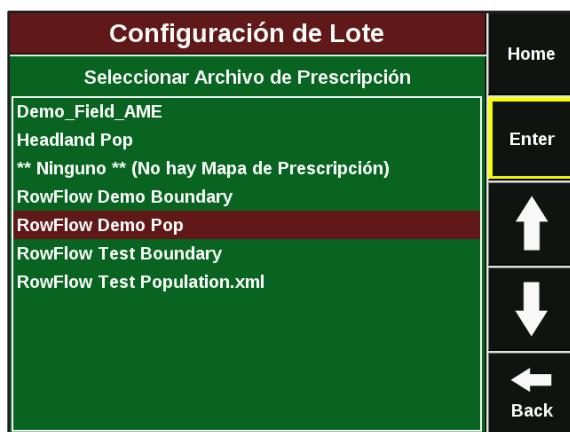 Configuración de Lote
Seleccionar Archivo de Prescripción
Demo_Field_AME
Headland Pop
** Ninguno ** (No hay Mapa de Prescripción)
RowFlow Demo Boundary
RowFlow Demo Pop
RowFlow Test Boundary
RowFlow Test Population.xml
Home
Enter
Back